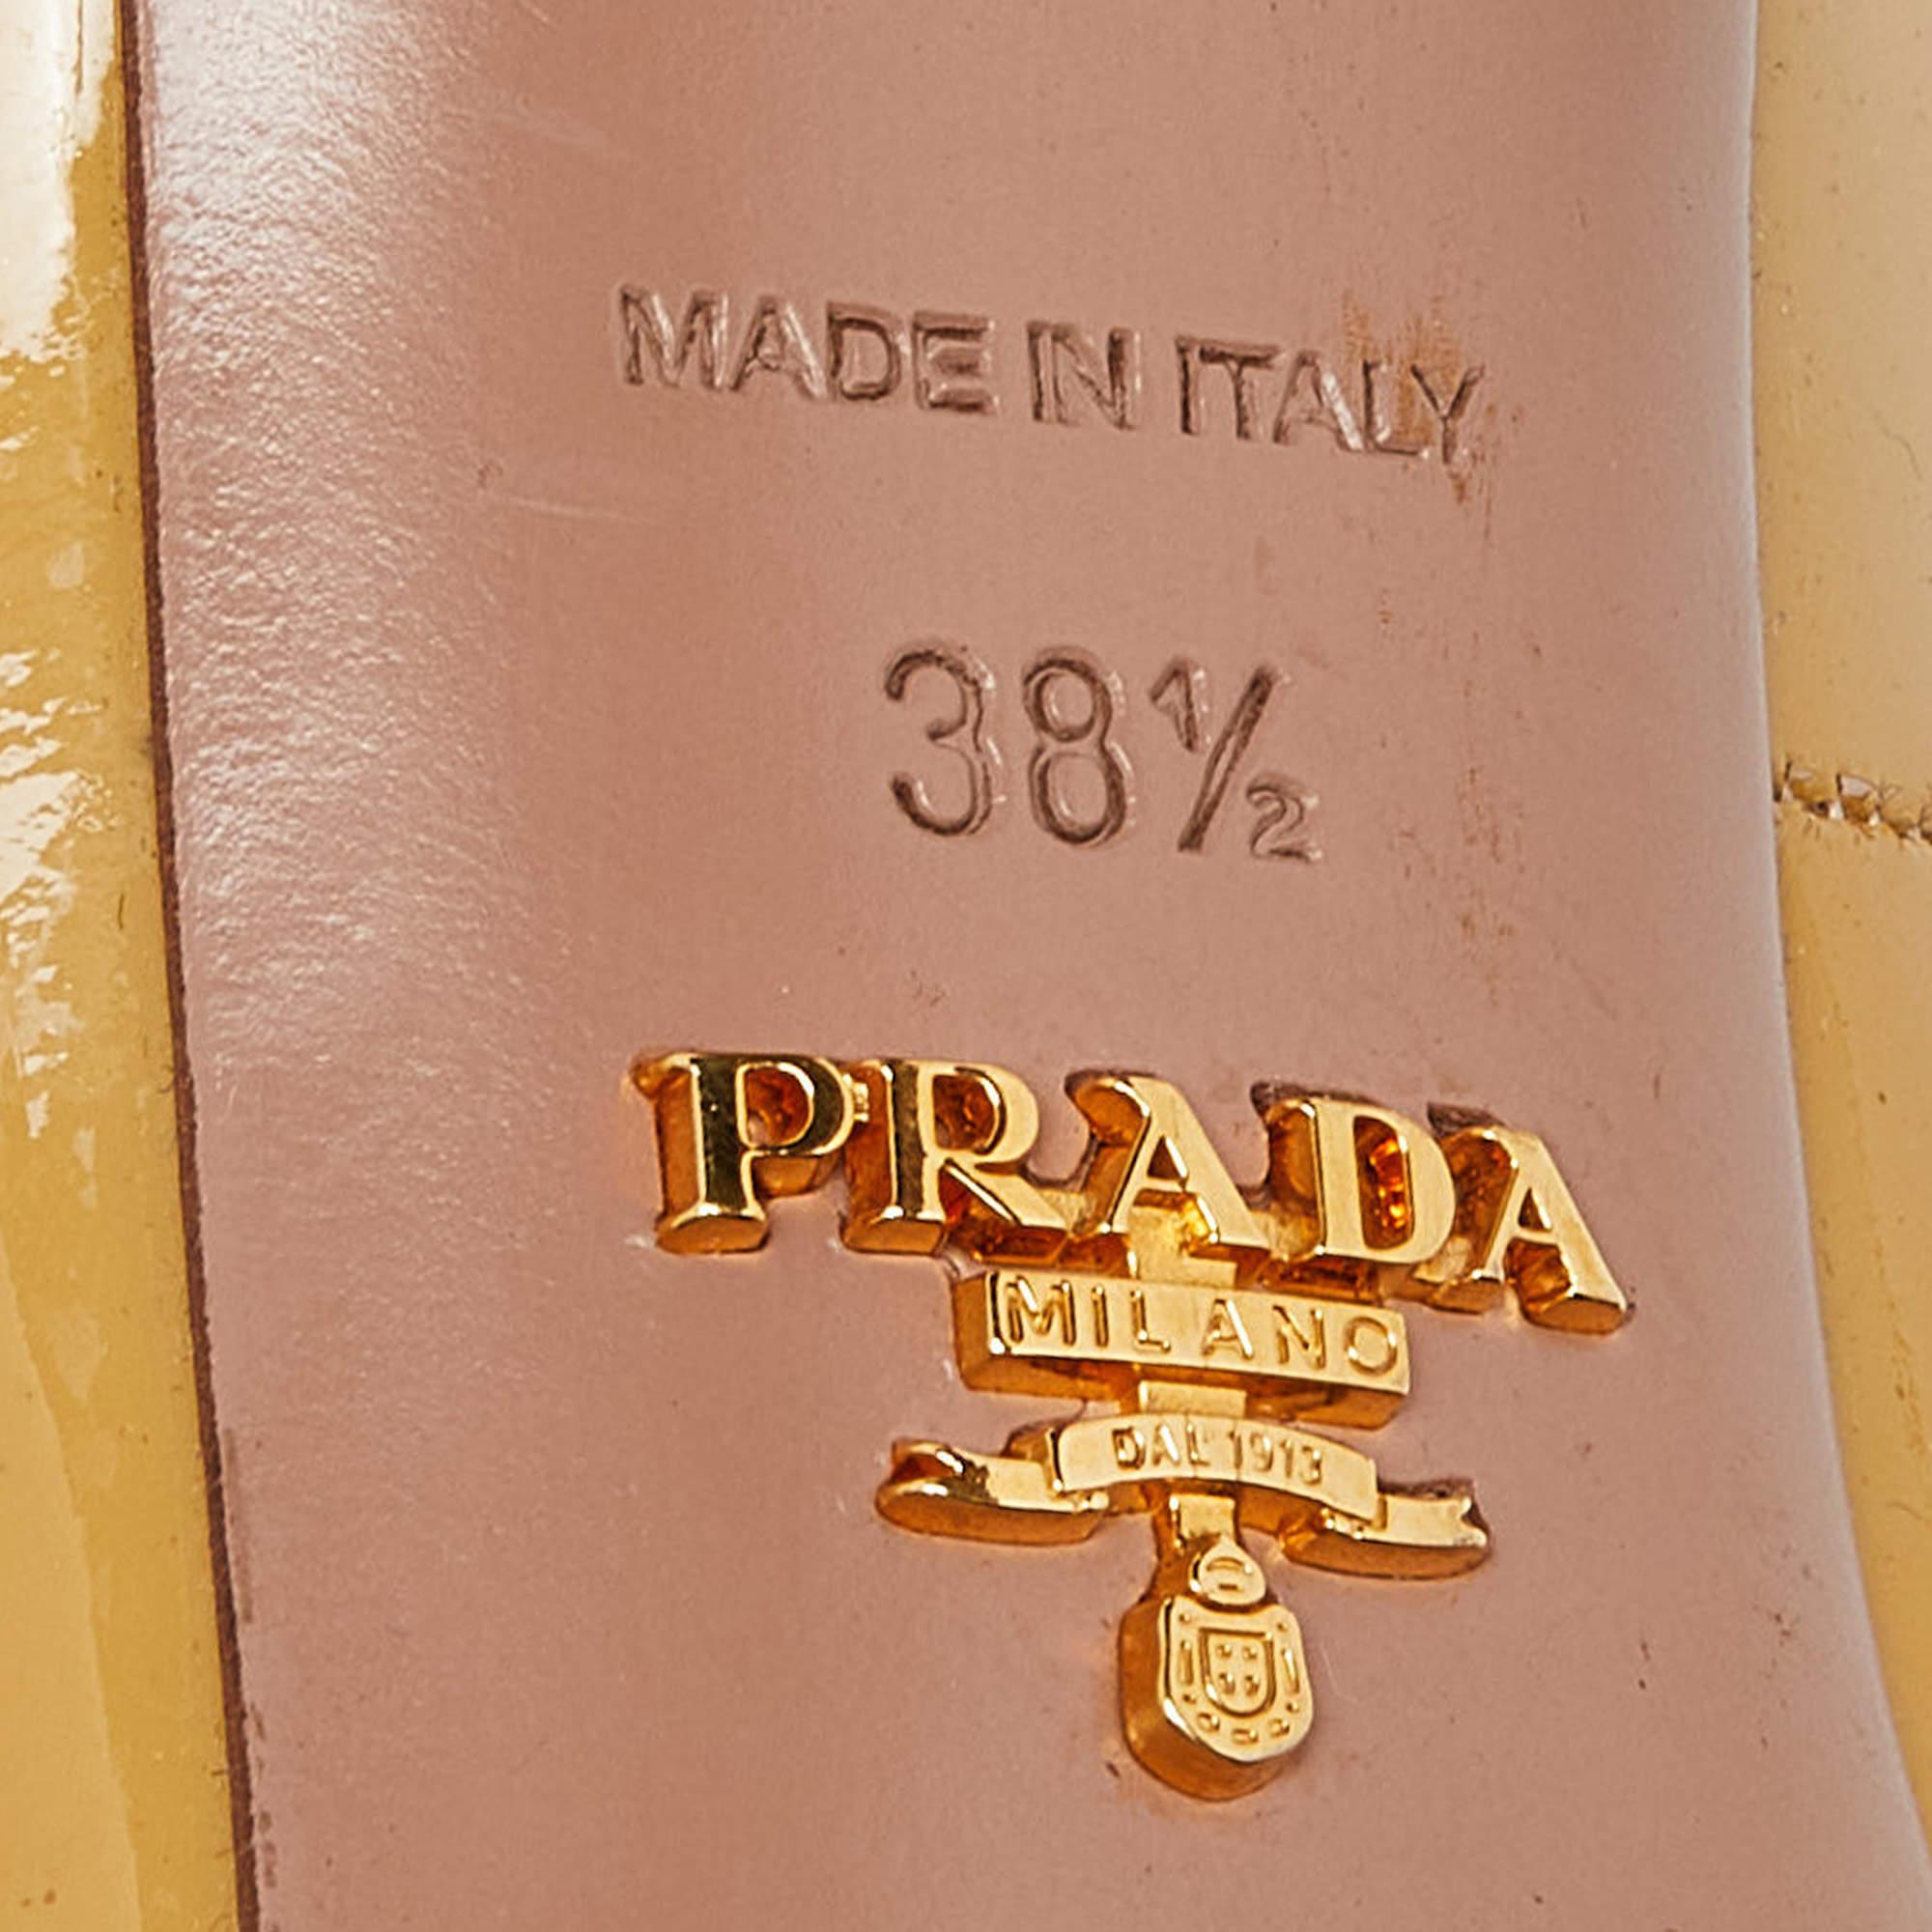 MADE IN ITALY
38½
PRADA
MILANO
DAL 1913